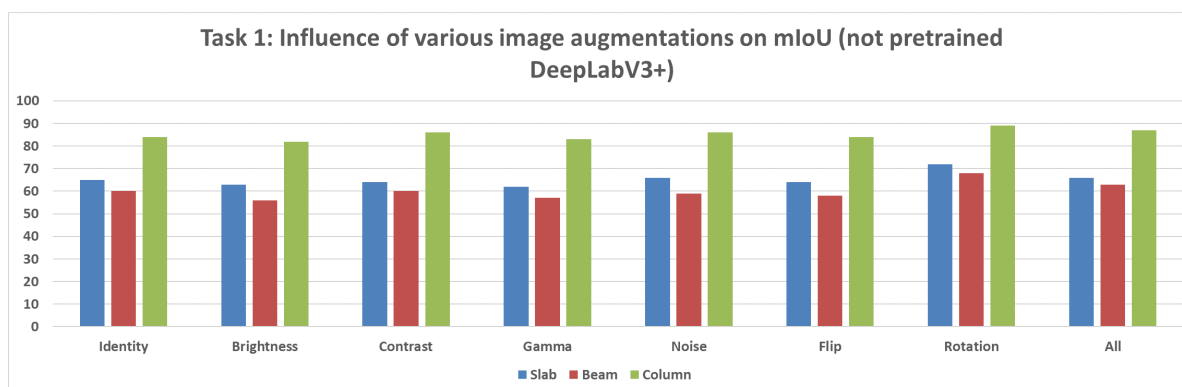 Task 1: Influence of various image augmentations on mIoU (not pretrained
DeepLabV3+)
100
90
80
70
60
50
40
30
20
10
0
Identity Brightness Contrast Gamma Noise Flip Rotation All
Slab Beam Column